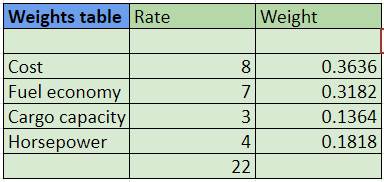 Weights table Rate Weight
Cost 8 0.3636
Fuel economy 7 0.3182
Cargo capacity 3 0.1364
Horsepower 4 0.1818
22